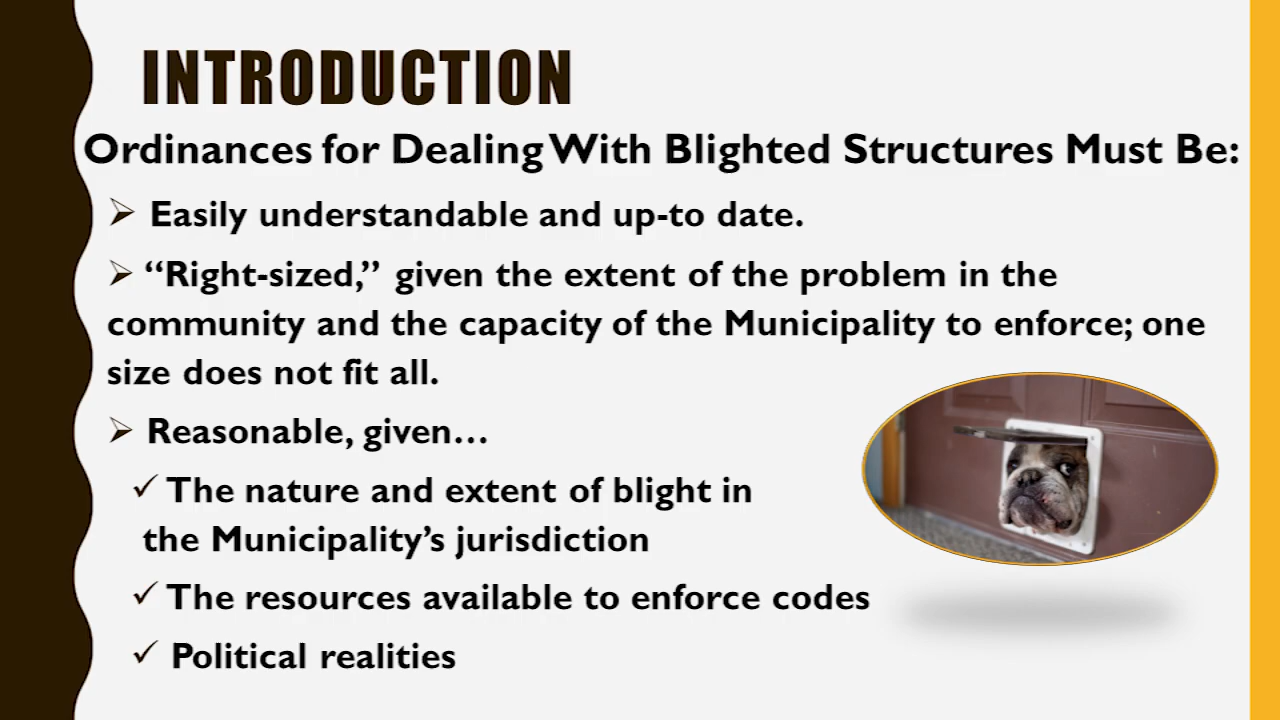 INTRODUCTION
Ordinances for Dealing With Blighted Structures Must Be:
➢ Easily understandable and up-to date.
➢ “Right-sized,” given the extent of the problem in the
community and the capacity of the Municipality to enforce; one
size does not fit all.
➢ Reasonable, given…
✓ The nature and extent of blight in
the Municipality’s jurisdiction
✓ The resources available to enforce codes
✓ Political realities